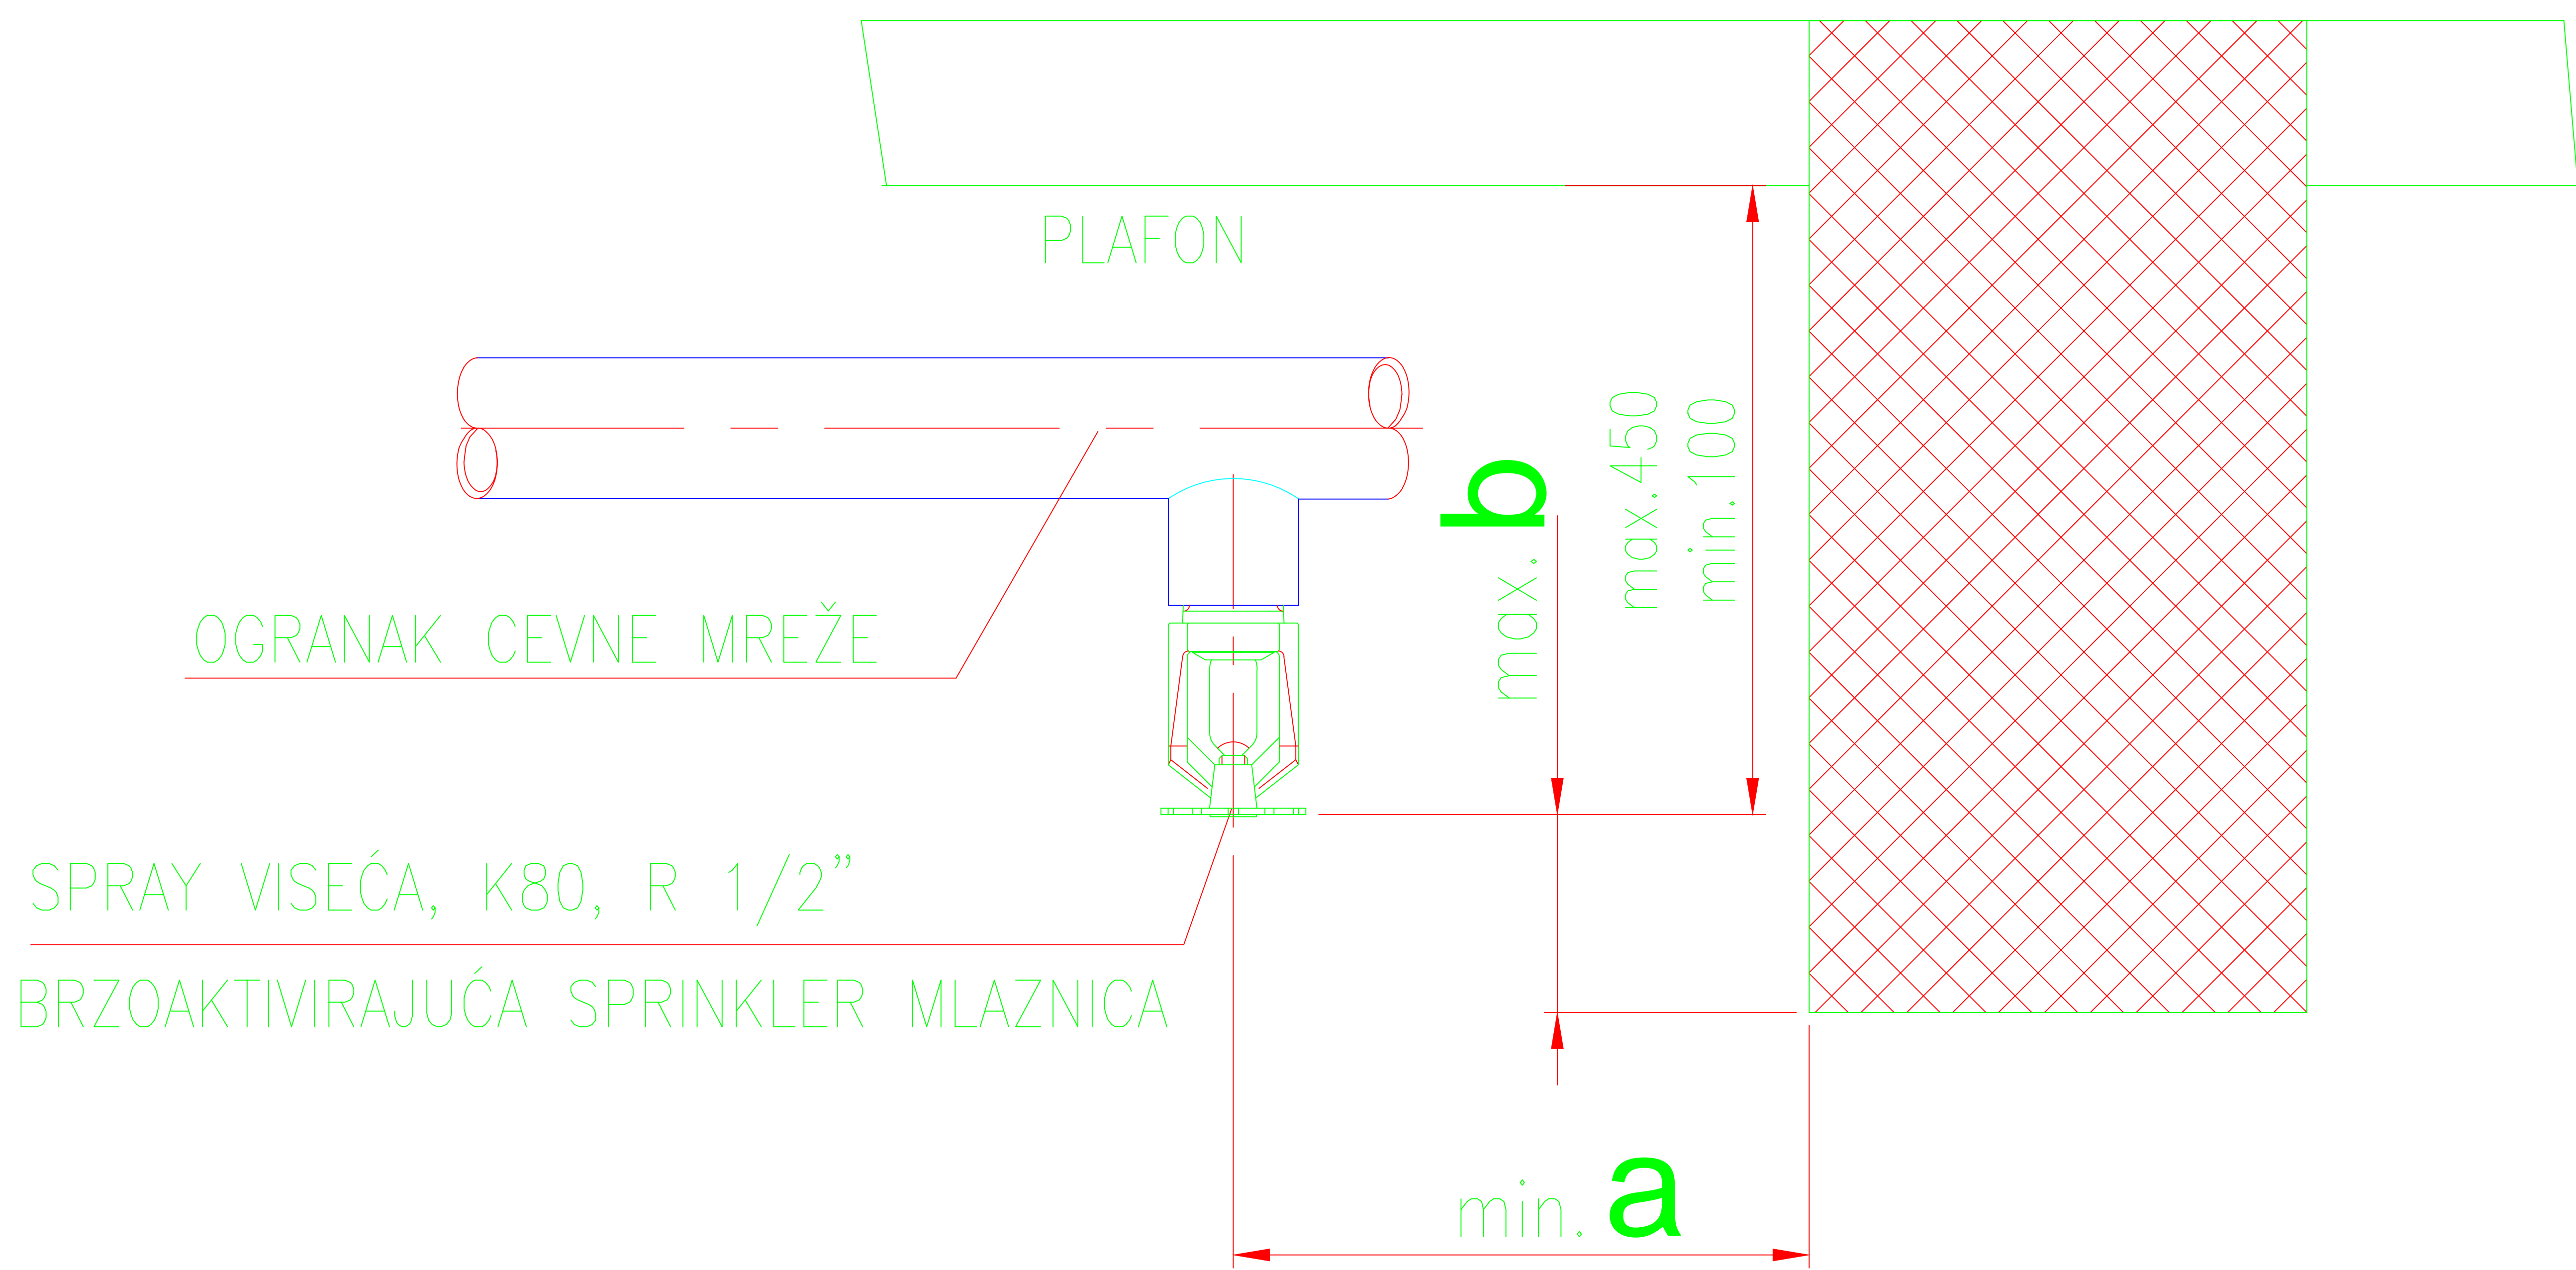 PLAFON
max.450
min.100
max. b
OGRANAK CEVNE MREŽE
SPRAY VISEĆA, K80, R 1/2”
BRZOAKTIVIRAJUĆA SPRINKLER MLAZNICA
min. a